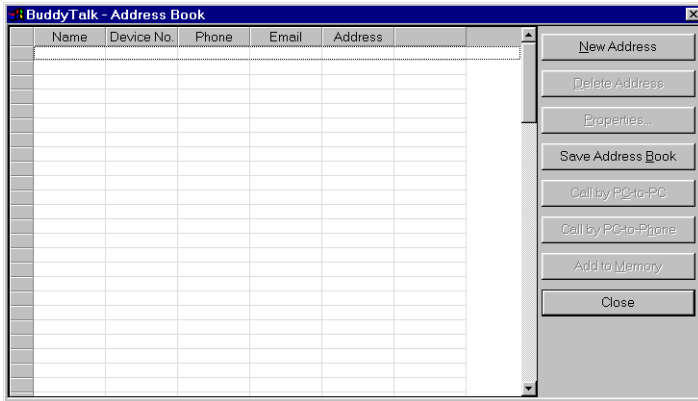 BuddyTalk - Address Book
Name Device No. Phone Email Address
New Address
Delete Address
Properties...
Save Address Book
Call by PC-to-PC
Call by PC-to-Phone
Add to Memory
Close